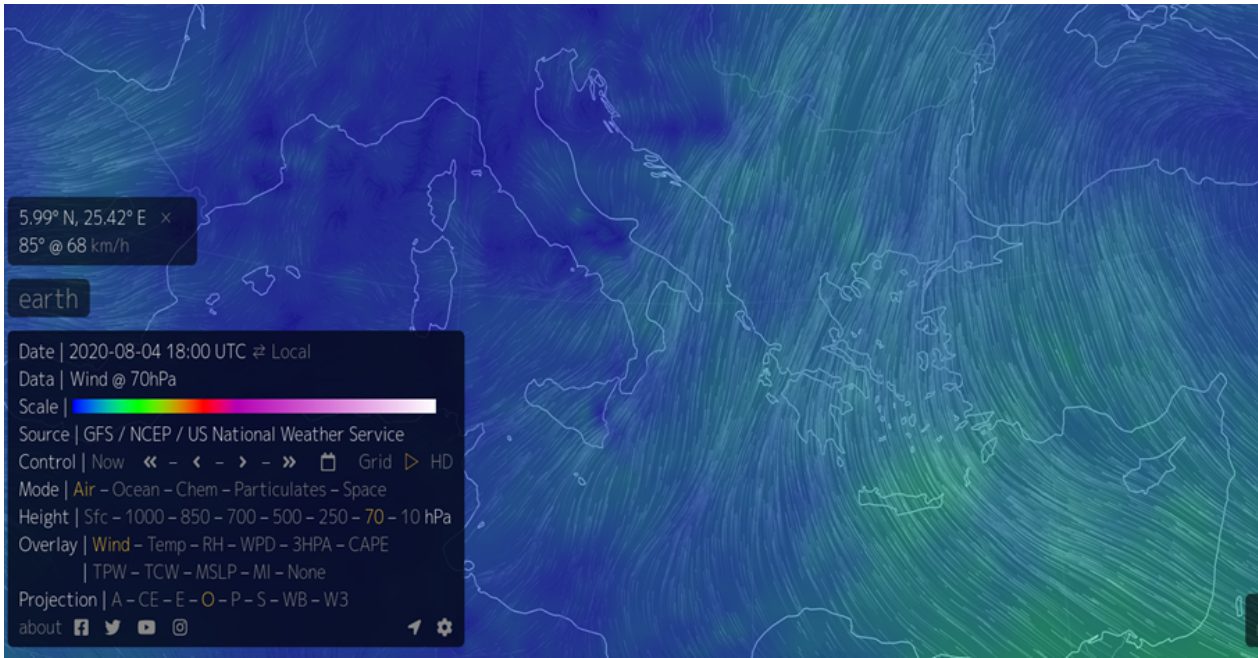 5.99° N, 25.42° E ×
85° @ 68 km/h
earth
Date | 2020-08-04 18:00 UTC ⇄ Local
Data | Wind @ 70hPa
Scale |
Source | GFS / NCEP / US National Weather Service
Control | Now « – ‹ – › – » Grid ▷ HD
Mode | Air – Ocean – Chem – Particulates – Space
Height | Sfc – 1000 – 850 – 700 – 500 – 250 – 70 – 10 hPa
Overlay | Wind – Temp – RH – WPD – 3HPA – CAPE
| TPW – TCW – MSLP – MI – None
Projection | A – CE – E – O – P – S – WB – W3
about